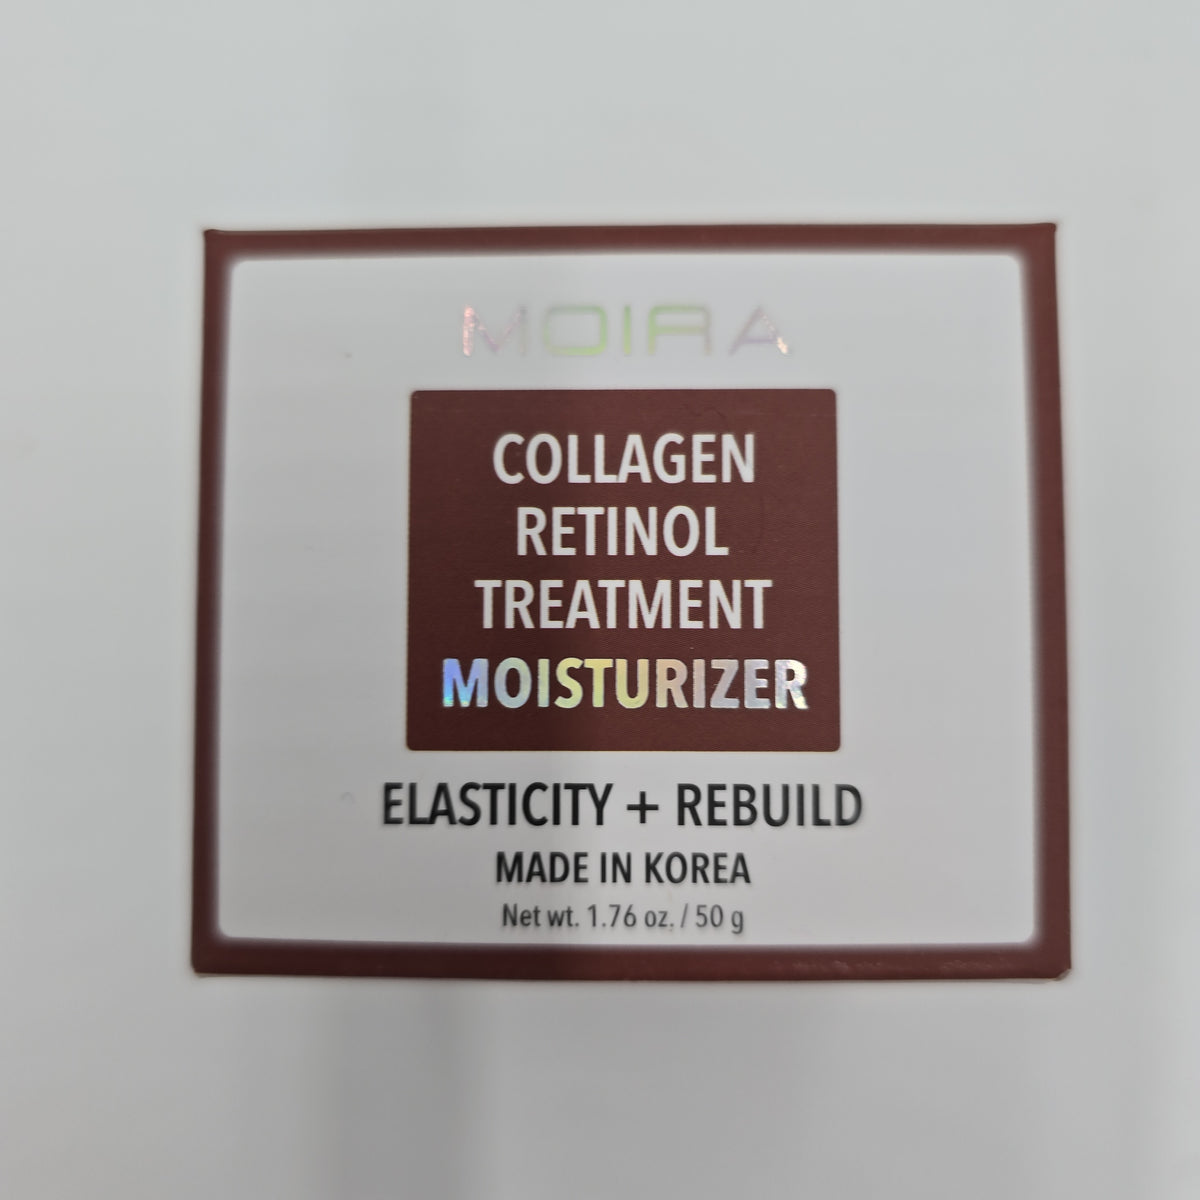 MOIRA
COLLAGEN
RETINOL
TREATMENT
MOISTURIZER
ELASTICITY + REBUILD
MADE IN KOREA
Net wt. 1.76 oz. / 50 g